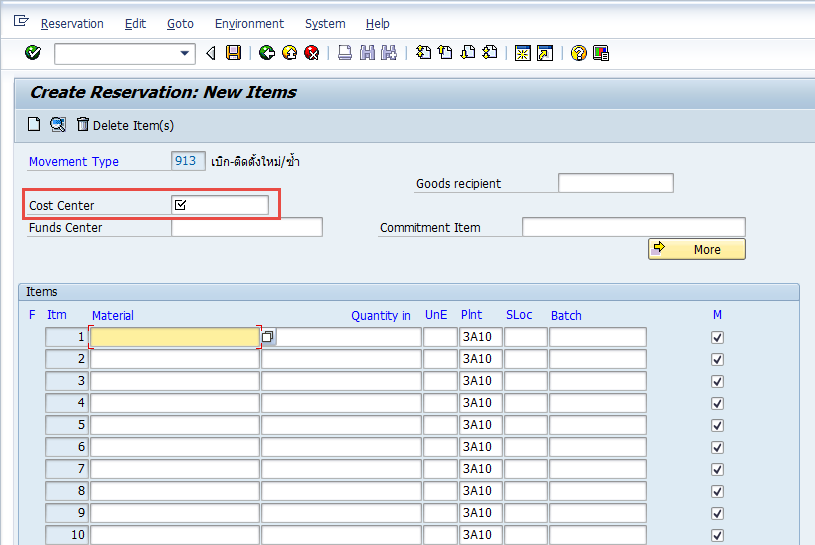 Reservation Edit Goto Environment System Help
Create Reservation: New Items
Delete Item(s)
Movement Type 913 เบิก-ติดตั้งใหม่/ซ้ำ
Goods recipient
Cost Center
Funds Center Commitment Item
More
Items
F Itm Material Quantity in UnE Plnt SLoc Batch M
1 3A10
2 3A10
3 3A10
4 3A10
5 3A10
6 3A10
7 3A10
8 3A10
9 3A10
10 3A10